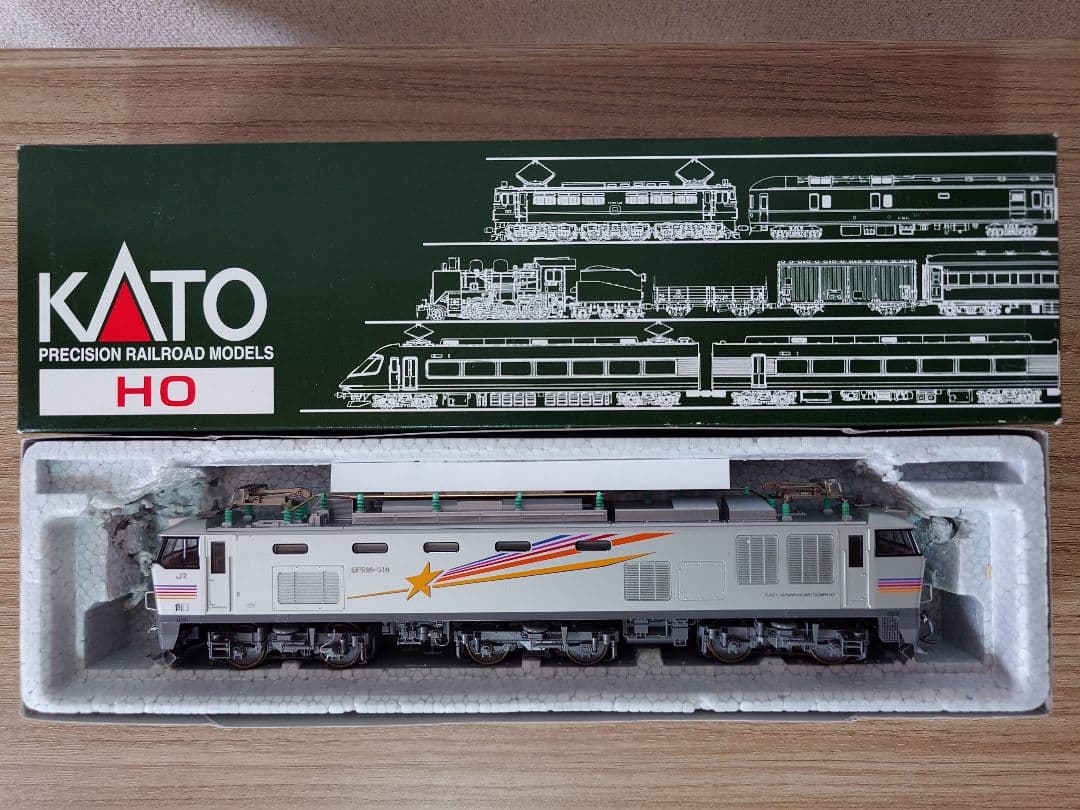 KATO
PRECISION RAILROAD MODELS
HO
JR
EAST JAPAN RAILWAY COMPANY